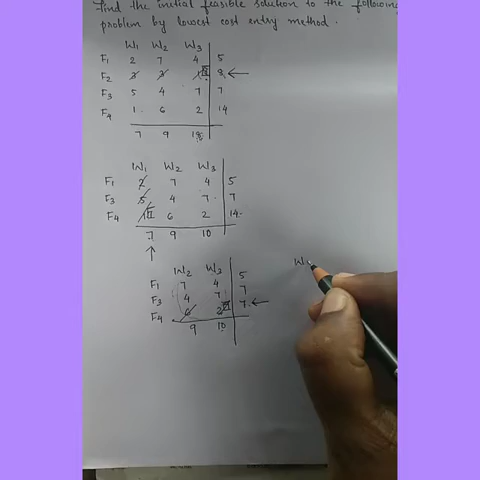 Find the initial feasible solution to the following
problem by lowest cost entry method.
W1 W2 W3
F1 2 7 4 5
F2 3 3 1 8 8
F3 5 4 7 7
F4 1 6 2 14
7 9 18
W1 W2 W3
F1 2 7 4 5
F3 5 4 7 7
F4 1 7 6 2 14
7 9 10
W2 W3
F1 7 4 5
F3 4 7 7
F4 6 2 7 7
9 10
W2